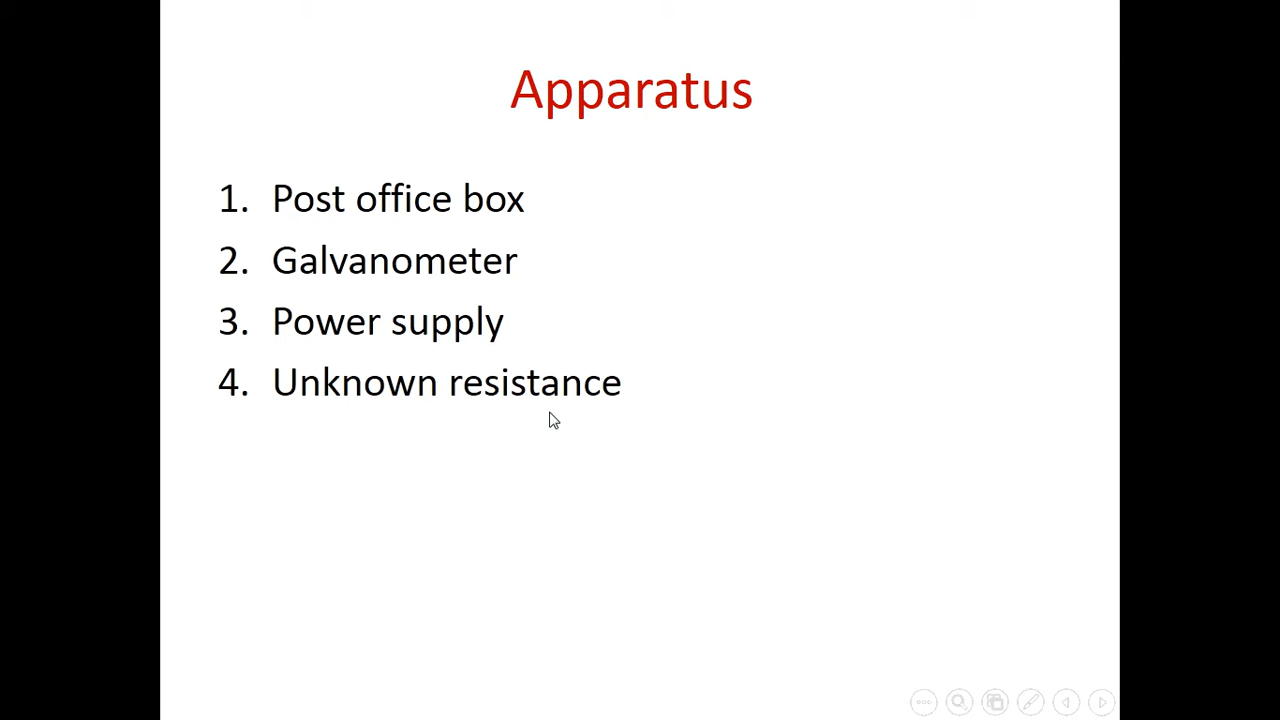 Apparatus
1. Post office box
2. Galvanometer
3. Power supply
4. Unknown resistance